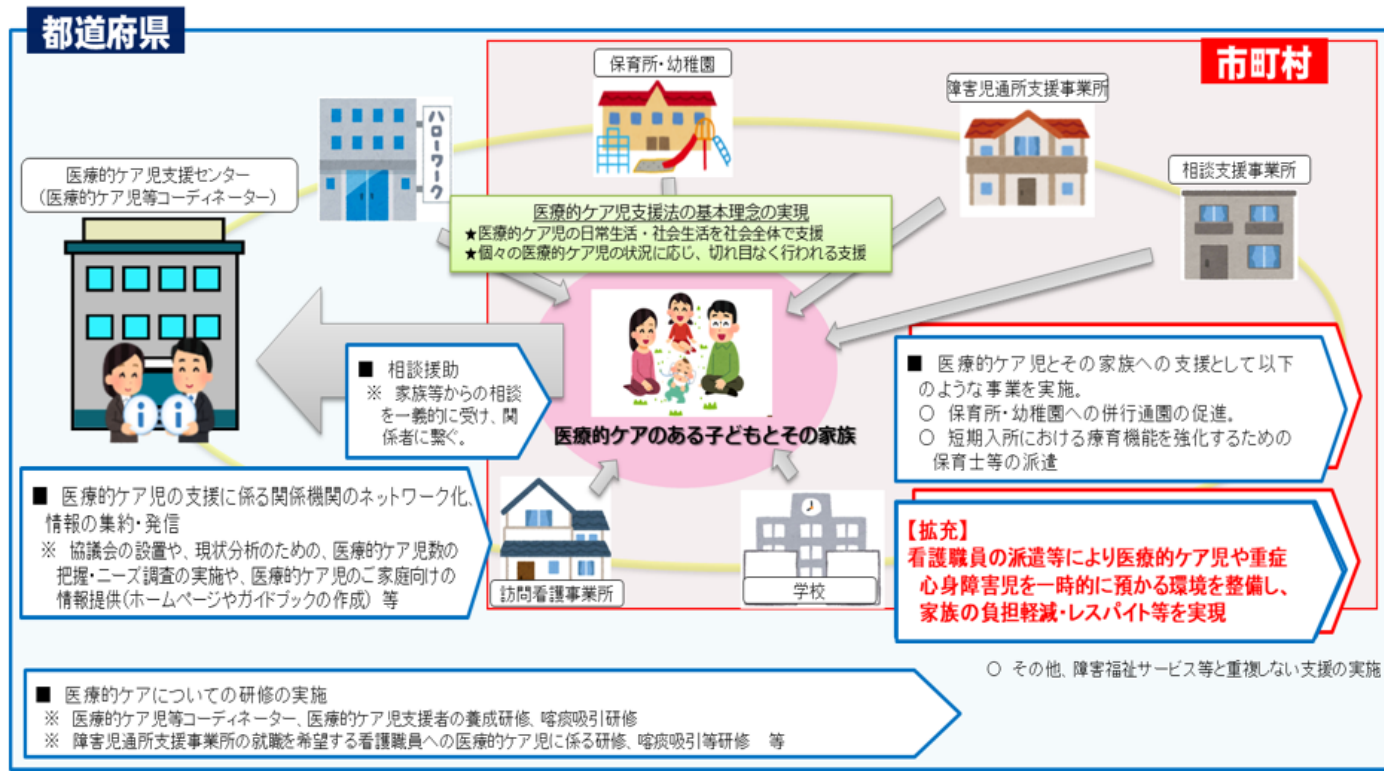 都道府県
市町村
保育所・幼稚園
障害児通所支援事業所
ハローワーク
医療的ケア児支援センター
（医療的ケア児等コーディネーター）
相談支援事業所
医療的ケア児支援法の基本理念の実現
★医療的ケア児の日常生活・社会生活を社会全体で支援
★個々の医療的ケア児の状況に応じ、切れ目なく行われる支援
■ 相談援助
※ 家族等からの相談
を一義的に受け、関
係者に繋ぐ。
医療的ケアのある子どもとその家族
■ 医療的ケア児とその家族への支援として以下
のような事業を実施。
○ 保育所・幼稚園への併行通園の促進。
○ 短期入所における療育機能を強化するための
保育士等の派遣
■ 医療的ケア児の支援に係る関係機関のネットワーク化、
情報の集約・発信
※ 協議会の設置や、現状分析のための、医療的ケア児数の
把握・ニーズ調査の実施や、医療的ケア児のご家庭向けの
情報提供(ホームページやガイドブックの作成) 等
訪問看護事業所
学校
【拡充】
看護職員の派遣等により医療的ケア児や重症
心身障害児を一時的に預かる環境を整備し、
家族の負担軽減・レスパイト等を実現
○ その他、障害福祉サービス等と重複しない支援の実施
■ 医療的ケアについての研修の実施
※ 医療的ケア児等コーディネーター、医療的ケア児支援者の養成研修、喀痰吸引研修
※ 障害児通所支援事業所の就職を希望する看護職員への医療的ケア児に係る研修、喀痰吸引等研修 等